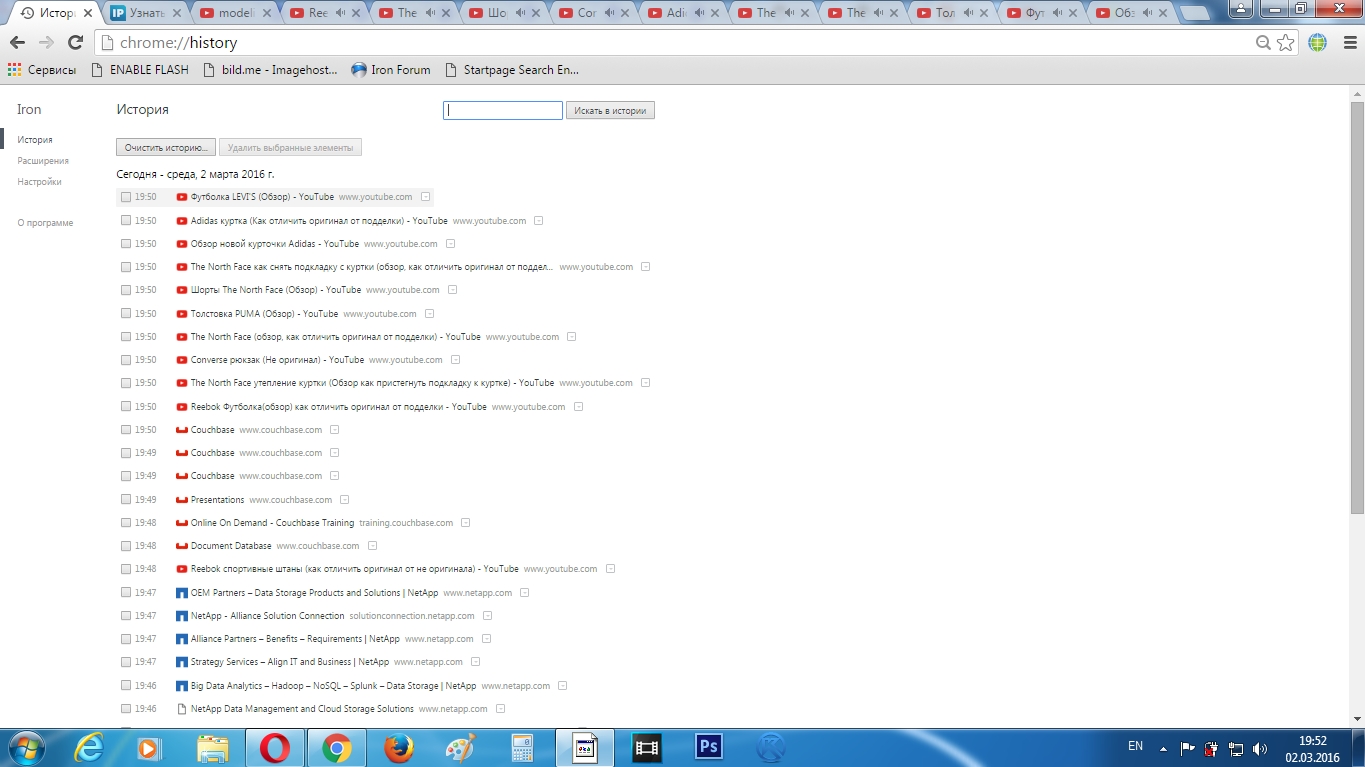 Истори
Узнать
model
Ree
The
Шо
Cor
Adic
The
The
Тол
Фут
Обз
chrome://history
Сервисы ENABLE FLASH bild.me - Imagehost... Iron Forum Startpage Search En...
Iron
История
Расширения
Настройки
О программе
История Искать в истории
Очистить историю... Удалить выбранные элементы
Сегодня - среда, 2 марта 2016 г.
19:50 Футболка LEVI'S (Обзор) - YouTube www.youtube.com
19:50 Adidas куртка (Как отличить оригинал от подделки) - YouTube www.youtube.com
19:50 Обзор новой курточки Adidas - YouTube www.youtube.com
19:50 The North Face как снять подкладку с куртки (обзор, как отличить оригинал от поддел... www.youtube.com
19:50 Шорты The North Face (Обзор) - YouTube www.youtube.com
19:50 Толстовка PUMA (Обзор) - YouTube www.youtube.com
19:50 The North Face (обзор, как отличить оригинал от подделки) - YouTube www.youtube.com
19:50 Converse рюкзак (Не оригинал) - YouTube www.youtube.com
19:50 The North Face утепление куртки (Обзор как пристегнуть подкладку к куртке) - YouTube www.youtube.com
19:50 Reebok Футболка(обзор) как отличить оригинал от подделки - YouTube www.youtube.com
19:50 Couchbase www.couchbase.com
19:49 Couchbase www.couchbase.com
19:49 Couchbase www.couchbase.com
19:49 Presentations www.couchbase.com
19:48 Online On Demand - Couchbase Training training.couchbase.com
19:48 Document Database www.couchbase.com
19:48 Reebok спортивные штаны (как отличить оригинал от не оригинала) - YouTube www.youtube.com
19:47 OEM Partners – Data Storage Products and Solutions | NetApp www.netapp.com
19:47 NetApp - Alliance Solution Connection solutionconnection.netapp.com
19:47 Alliance Partners – Benefits – Requirements | NetApp www.netapp.com
19:47 Strategy Services – Align IT and Business | NetApp www.netapp.com
19:46 Big Data Analytics – Hadoop – NoSQL – Splunk – Data Storage | NetApp www.netapp.com
19:46 NetApp Data Management and Cloud Storage Solutions www.netapp.com
Ps
EN
19:52
02.03.2016